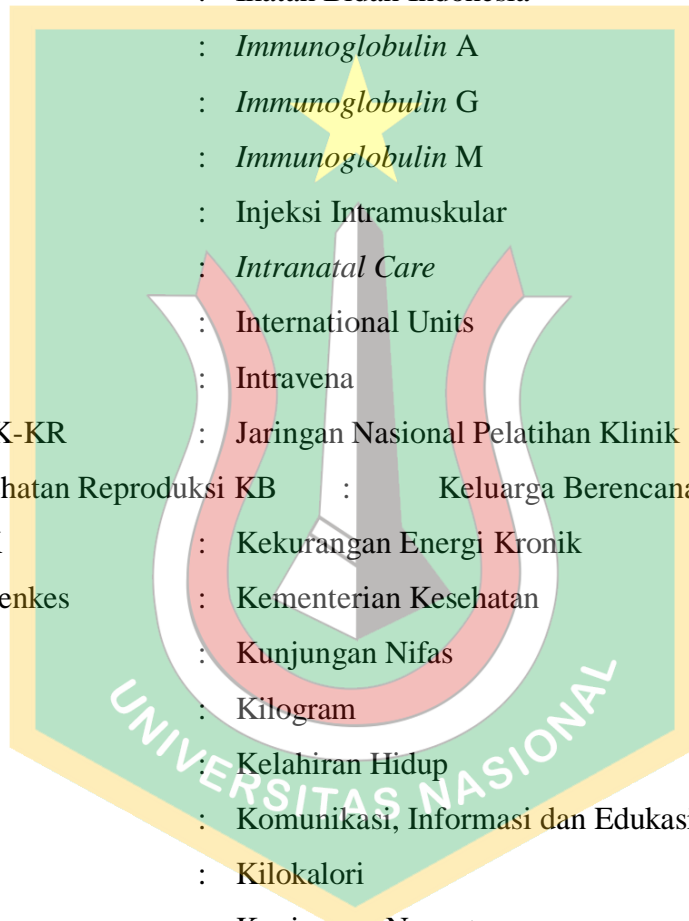 : Immunoglobulin A
: Immunoglobulin G
: Immunoglobulin M
: Injeksi Intramuskular
: Intranatal Care
: International Units
: Intravena
K-KR : Jaringan Nasional Pelatihan Klinik
hatan Reproduksi KB : Keluarga Berencana
: Kekurangan Energi Kronik
enkes : Kementerian Kesehatan
: Kunjungan Nifas
: Kilogram
: Kelahiran Hidup
: Komunikasi, Informasi dan Edukasi
: Kilokalori
UNIVERSITAS NASIONAL